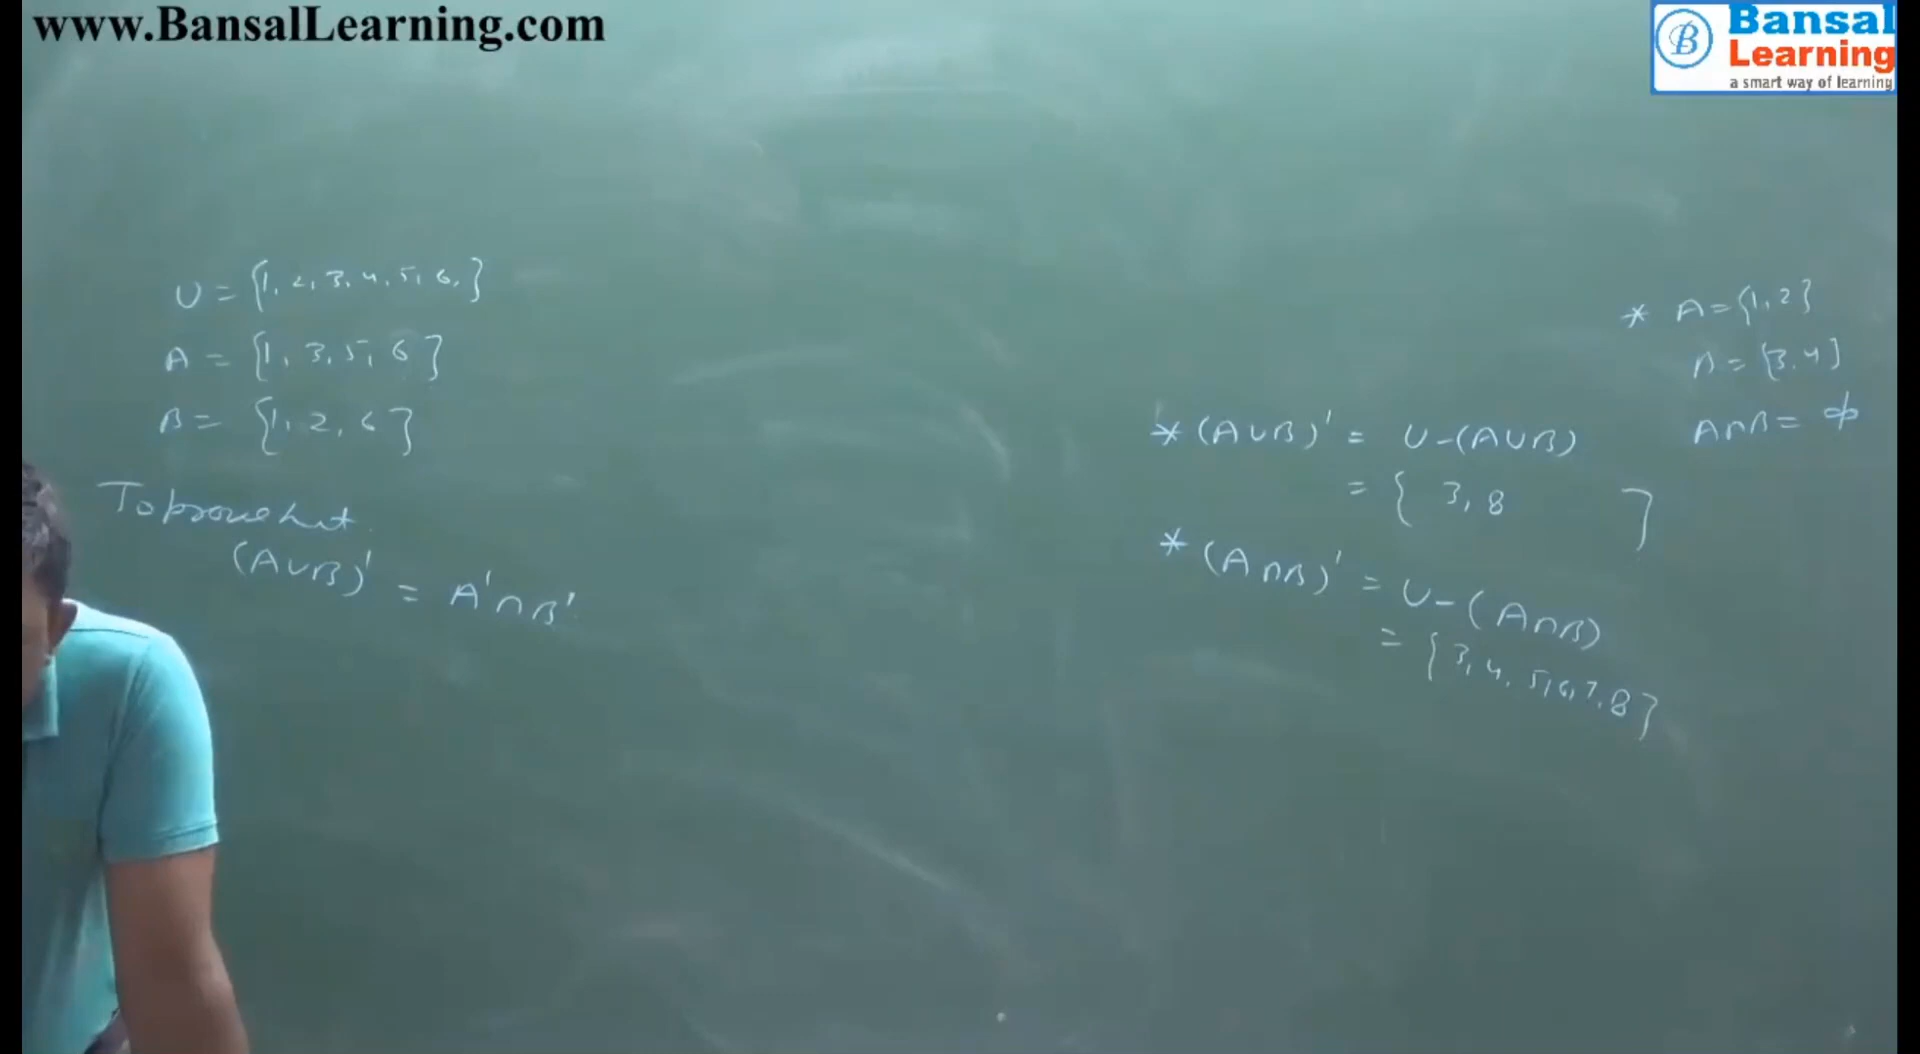 www.BansalLearning.com
Bansal
Learning
a smart way of learning
U = {1, 2, 3, 4, 5, 6, }
A = {1, 3, 5, 6 }
B = {1, 2, 6 }
To prove that
(A∪B)' = A'∩B'
* (A∪B)' = U-(A∪B)
= { 3, 8 }
* (A∩B)' = U-(A∩B)
= {3, 4, 5, 6, 7, 8}
* A = {1, 2}
B = {3, 4}
A∩B = ф